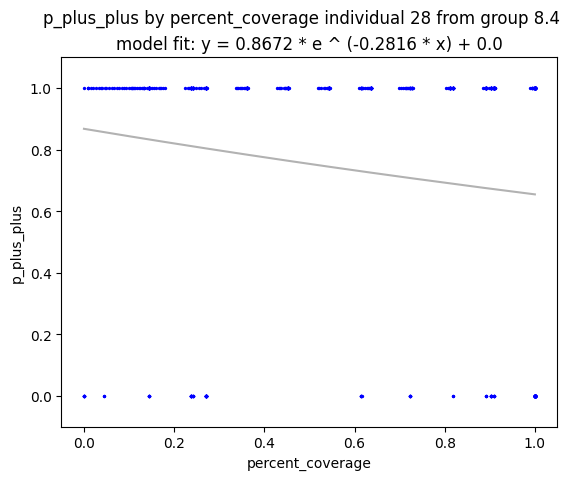 p_plus_plus by percent_coverage individual 28 from group 8.4
model fit: y = 0.8672 * e ^ (-0.2816 * x) + 0.0
1.0
0.8
0.6
0.4
0.2
0.0
p_plus_plus
0.0 0.2 0.4 0.6 0.8 1.0
percent_coverage